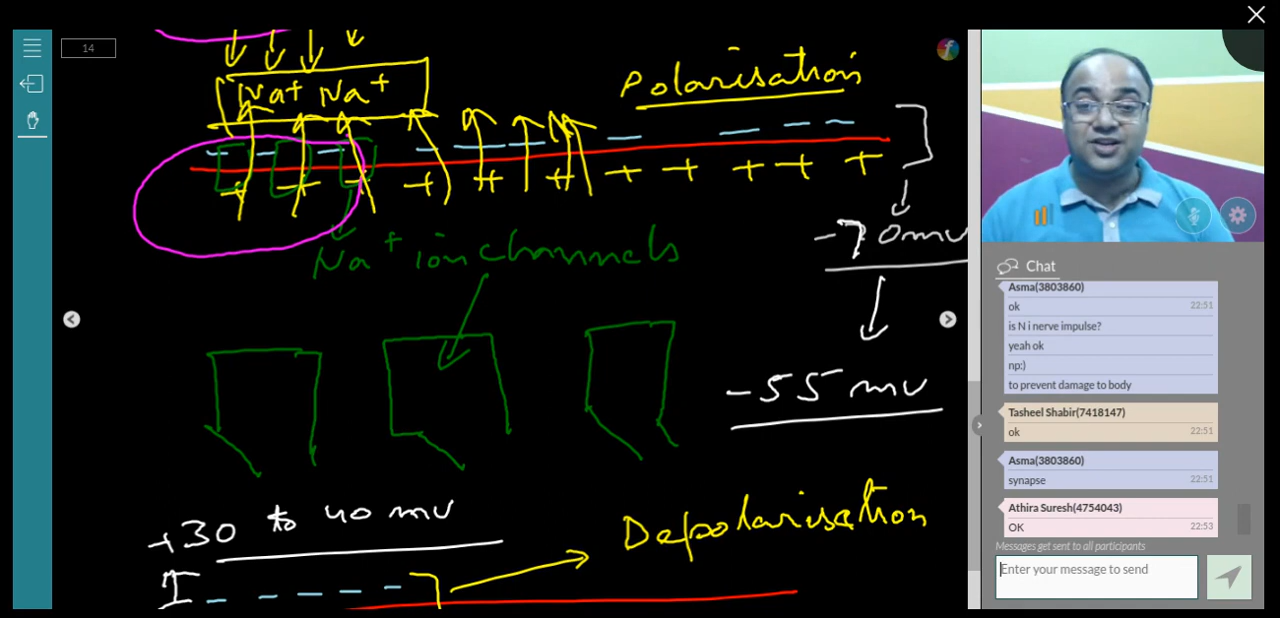 14
Na+ Na+
Polarisation
-70mv
Na+ ion channels
-55 mv
+30 to 40 mv
Depolarisation
Chat
Asma(3803860)
ok
22:51
is N i nerve impulse?
yeah ok
np:)
to prevent damage to body
Tasheel Shabir(7418147)
ok
22:51
Asma(3803860)
synapse
22:51
Athira Suresh(4754043)
OK
22:53
Messages get sent to all participants
Enter your message to send